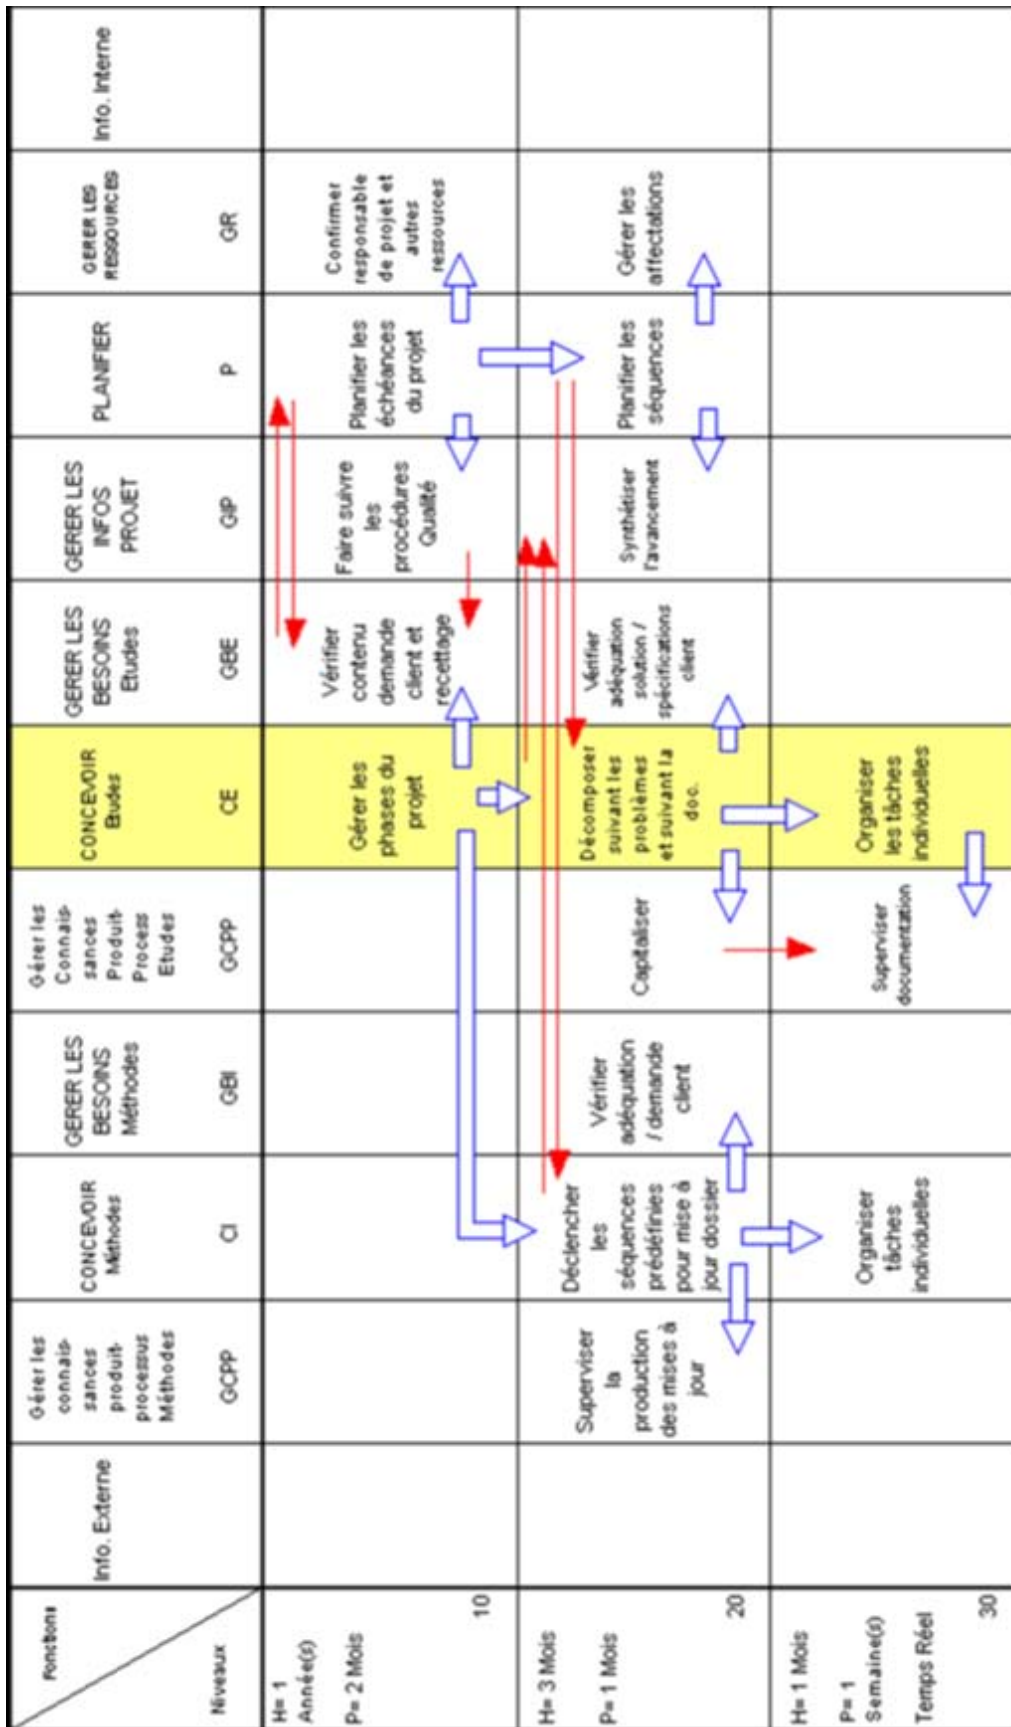 Fonctions
Niveaux
Info. Externe
Gérer les
connais-
sances
produit-
processus
Méthodes
GCPP
CONCEVOIR
Méthodes
CI
GERER LES
BESOINS
Méthodes
GBI
Gérer les
Connais-
sances
Produit-
Process
Etudes
GCPP
CONCEVOIR
Etudes
CE
GERER LES
BESOINS
Etudes
GBE
GERER LES
INFOS
PROJET
GIP
PLANIFIER
P
GERER LES
RESSOURCES
GR
Info. Interne
H= 1
Année(s)
P= 2 Mois
10
Gérer les
phases du
projet
Vérifier
contenu
demande
client et
recettage
Faire suivre
les
procédures
Qualité
Planifier les
échéances
du projet
Confirmer
responsable
de projet et
autres
ressources
H= 3 Mois
P= 1 Mois
20
Superviser
la
production
des mises à
jour
Déclencher
les
séquences
prédéfinies
pour mise à
jour dossier
Vérifier
adéquation
/ demande
client
Capitaliser
Décomposer
suivant les
problèmes
et suivant la
doc.
Vérifier
adéquation
solution /
spécifications
client
Synthétiser
l'avancement
Planifier les
séquences
Gérer les
affectations
H= 1 Mois
P= 1
Semaine(s)
Temps Réel
30
Organiser
tâches
individuelles
Superviser
documentation
Organiser
les tâches
individuelles